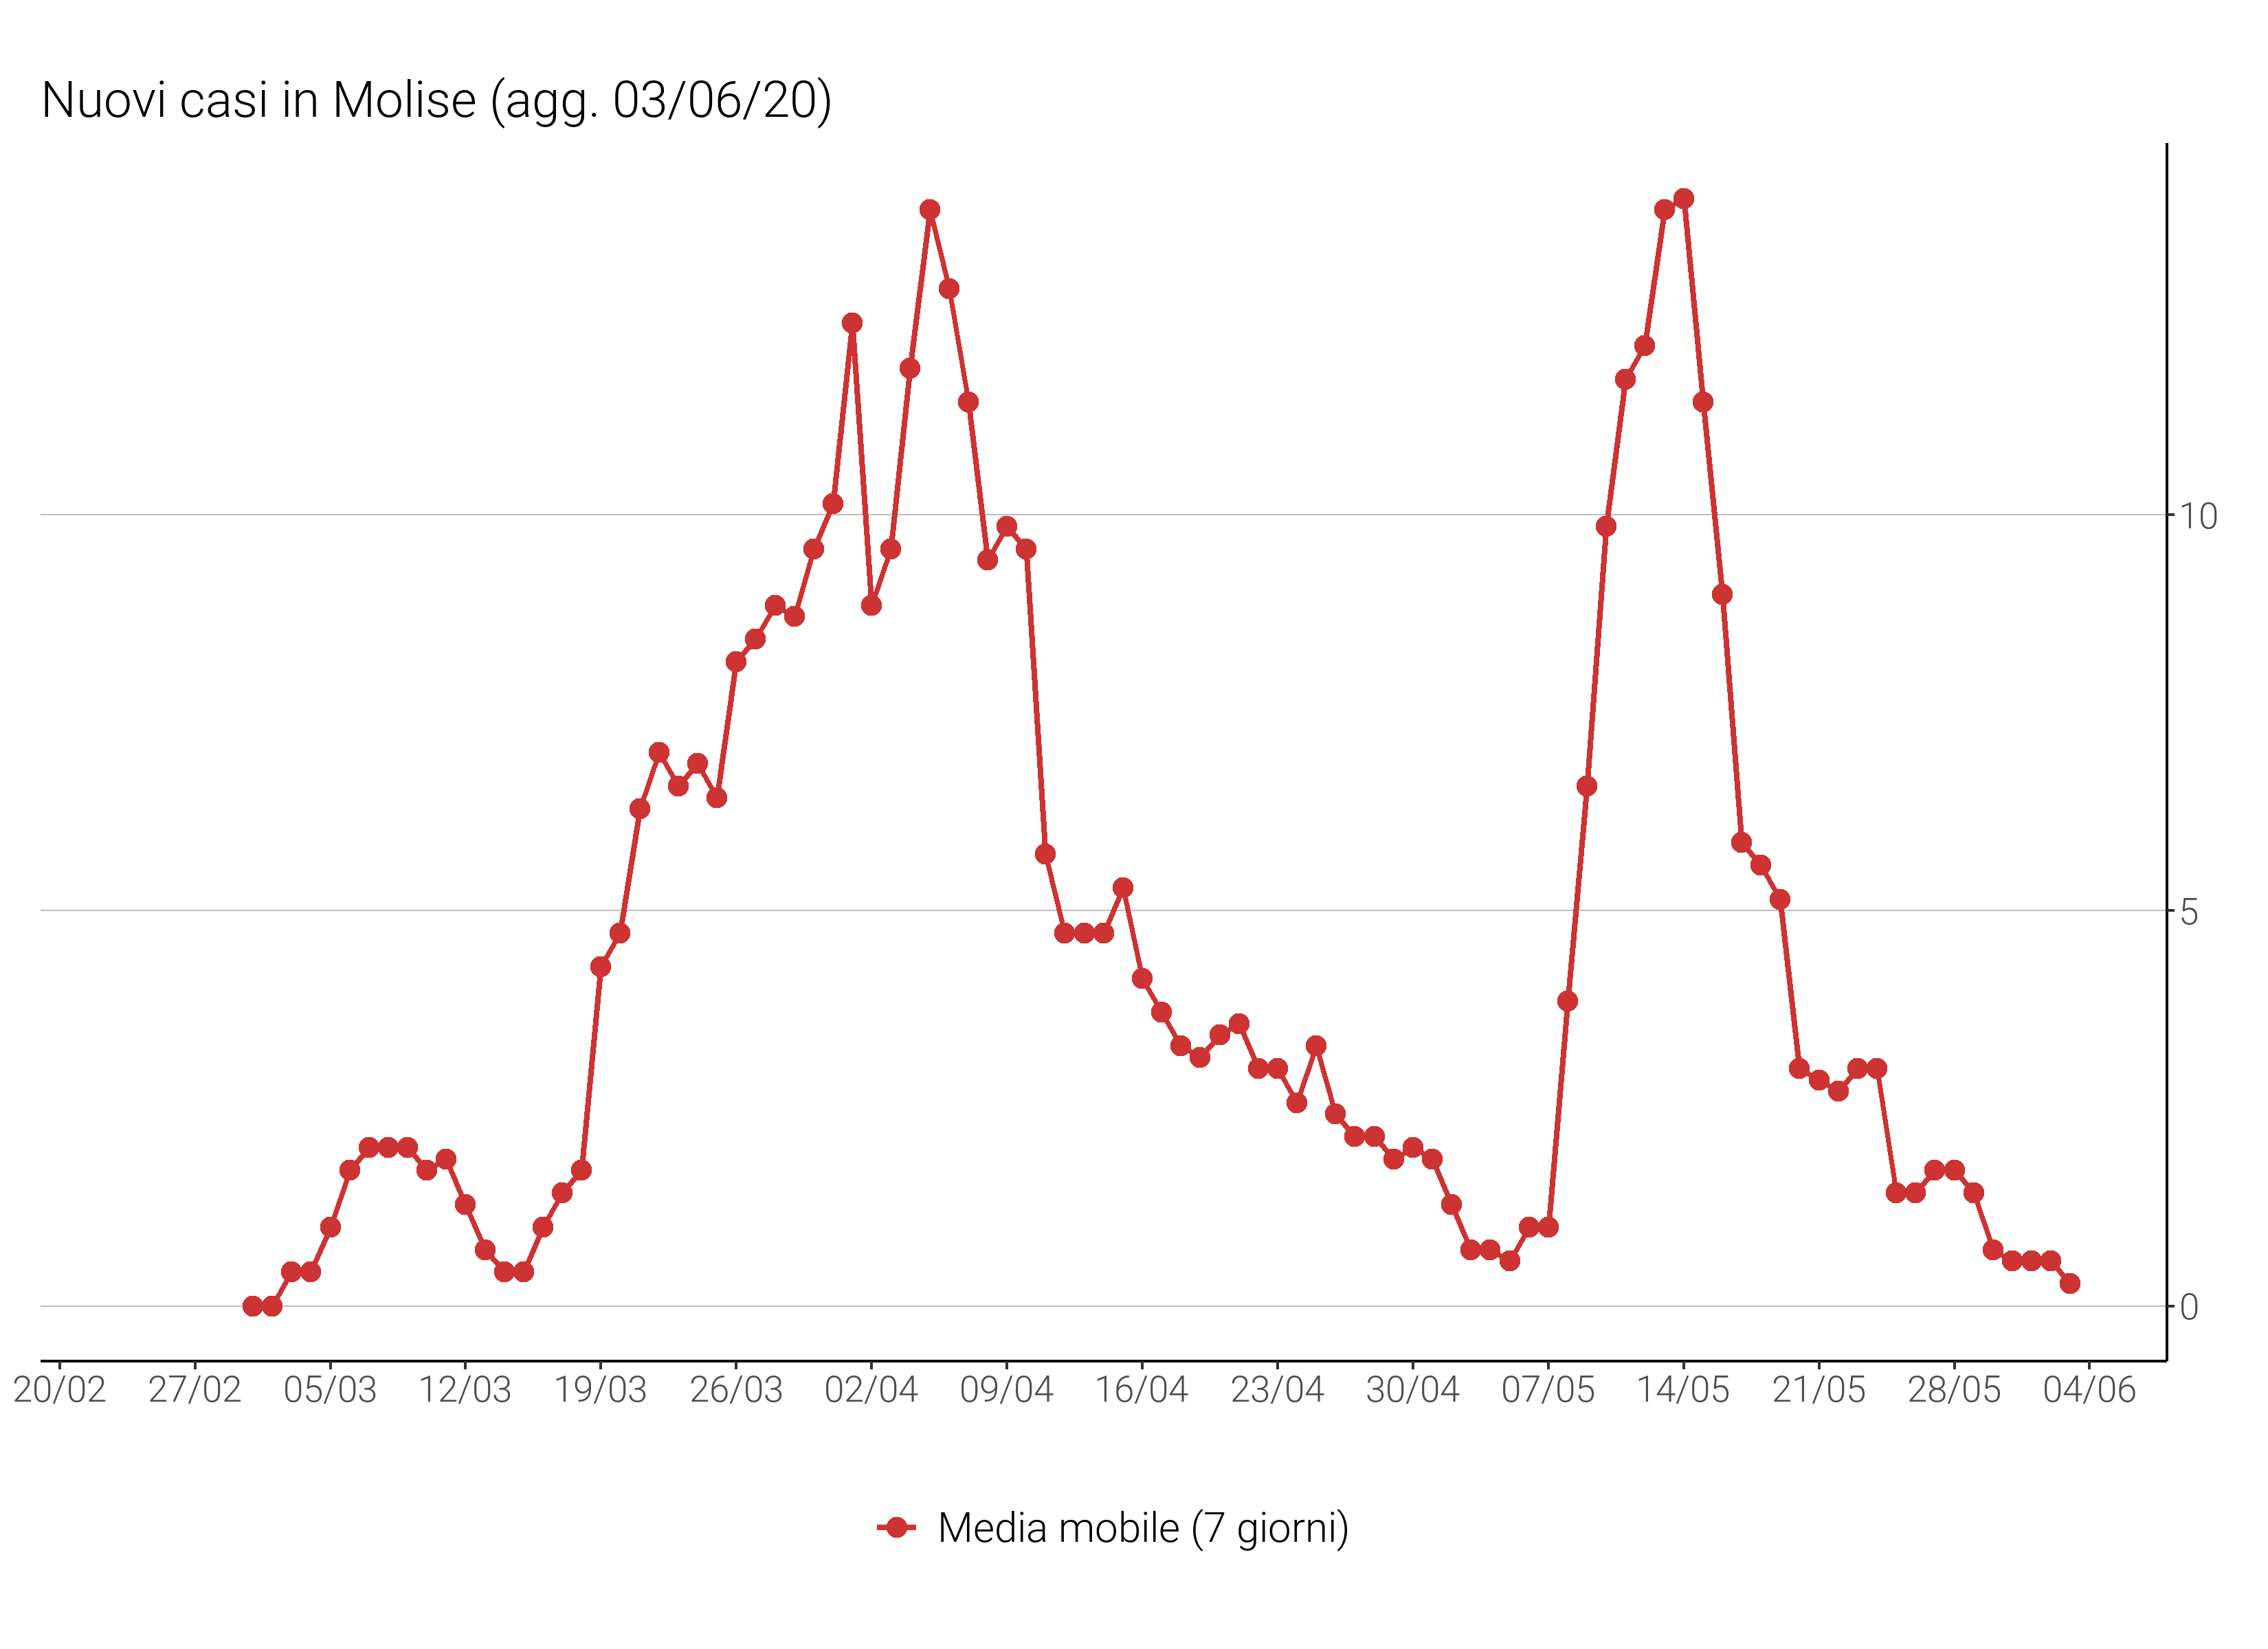 Nuovi casi in Molise (agg. 03/06/20)
10
5
0
20/02 27/02 05/03 12/03 19/03 26/03 02/04 09/04 16/04 23/04 30/04 07/05 14/05 21/05 28/05 04/06
Media mobile (7 giorni)